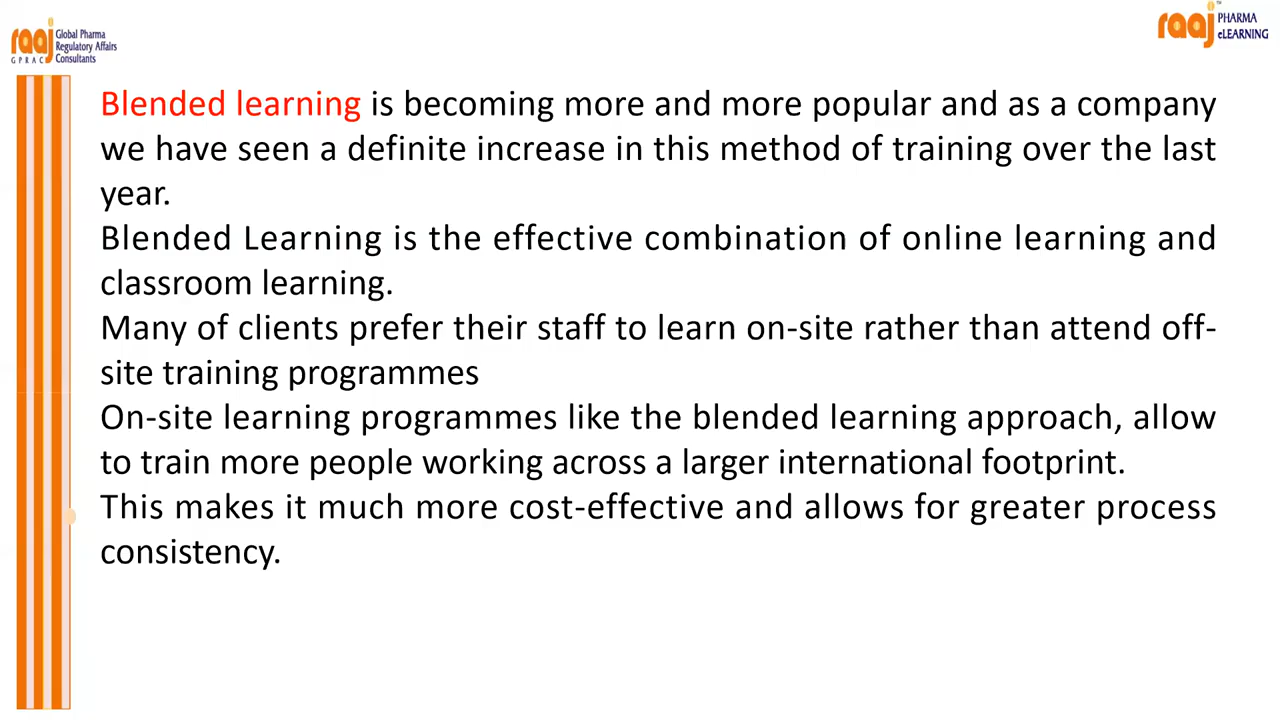 raaj
Global Pharma
Regulatory Affairs
Consultants
GPRAC
raaj
PHARMA
eLEARNING
TM
Blended learning is becoming more and more popular and as a company
we have seen a definite increase in this method of training over the last
year.
Blended Learning is the effective combination of online learning and
classroom learning.
Many of clients prefer their staff to learn on-site rather than attend off-
site training programmes
On-site learning programmes like the blended learning approach, allow
to train more people working across a larger international footprint.
This makes it much more cost-effective and allows for greater process
consistency.